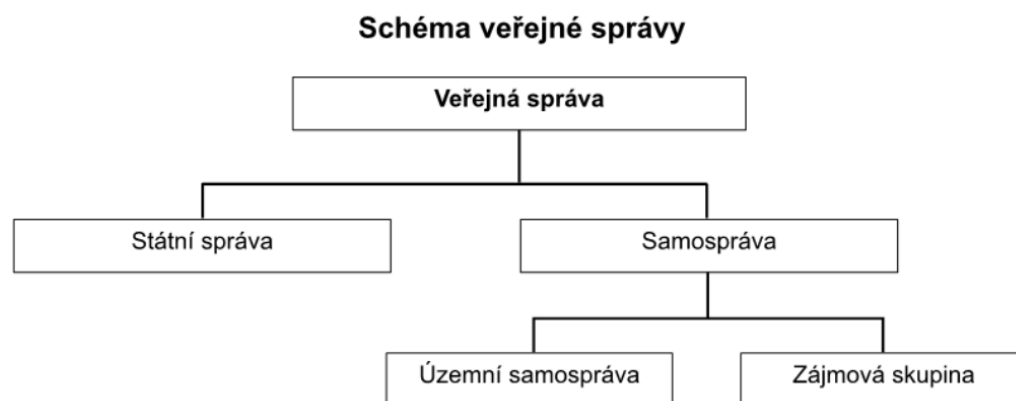 Schéma veřejné správy
Veřejná správa
Státní správa
Samospráva
Územní samospráva
Zájmová skupina